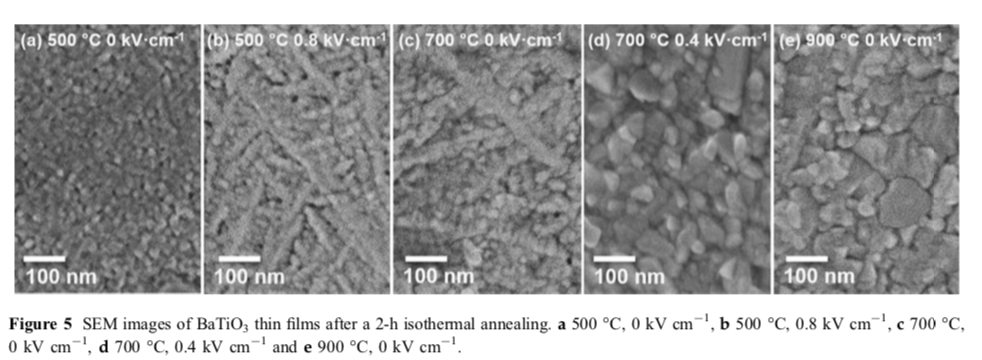 (a) 500 °C 0 kV·cm⁻¹ (b) 500 °C 0.8 kV·cm⁻¹ (c) 700 °C 0 kV·cm⁻¹ (d) 700 °C 0.4 kV·cm⁻¹ (e) 900 °C 0 kV·cm⁻¹
100 nm 100 nm 100 nm 100 nm 100 nm
Figure 5 SEM images of BaTiO₃ thin films after a 2-h isothermal annealing. a 500 °C, 0 kV cm⁻¹, b 500 °C, 0.8 kV cm⁻¹, c 700 °C,
0 kV cm⁻¹, d 700 °C, 0.4 kV cm⁻¹ and e 900 °C, 0 kV cm⁻¹.